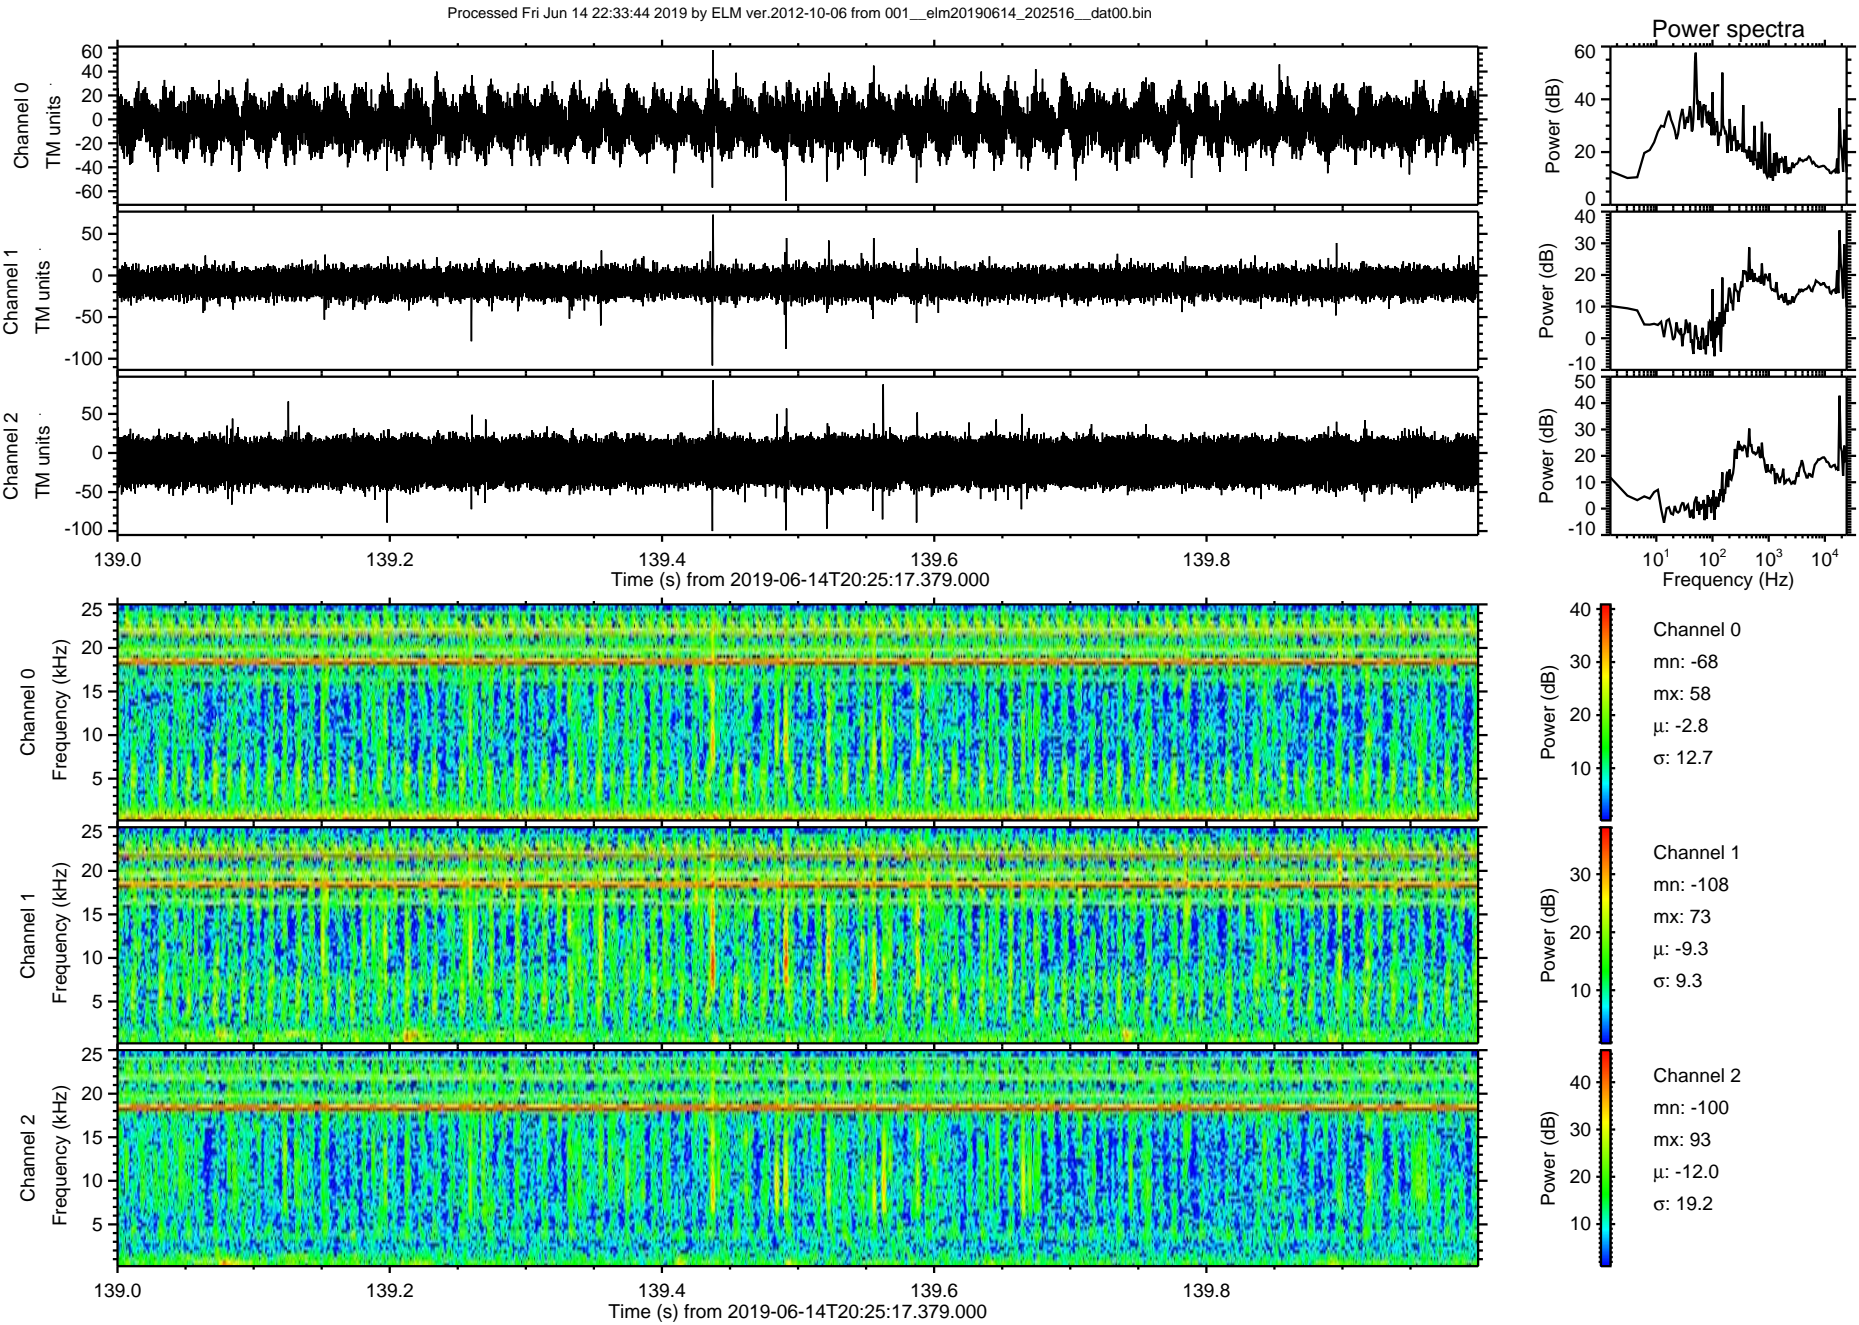 Processed Fri Jun 14 22:33:44 2019 by ELM ver.2012-10-06 from 001__elm20190614_202516__dat00.bin
Power spectra
Channel 0
TM units
60
40
20
0
-20
-40
-60
Power (dB)
60
40
20
0
Channel 1
TM units
50
0
-50
-100
Power (dB)
40
30
20
10
0
-10
Channel 2
TM units
50
0
-50
-100
Power (dB)
50
40
30
20
10
0
-10
139.0 139.2 139.4 139.6 139.8
Time (s) from 2019-06-14T20:25:17.379.000
10^1 10^2 10^3 10^4
Frequency (Hz)
Channel 0
Frequency (kHz)
25
20
15
10
5
Power (dB)
40
30
20
10
Channel 0
mn: -68
mx: 58
μ: -2.8
σ: 12.7
Channel 1
Frequency (kHz)
25
20
15
10
5
Power (dB)
30
20
10
Channel 1
mn: -108
mx: 73
μ: -9.3
σ: 9.3
Channel 2
Frequency (kHz)
25
20
15
10
5
Power (dB)
40
30
20
10
Channel 2
mn: -100
mx: 93
μ: -12.0
σ: 19.2
139.0 139.2 139.4 139.6 139.8
Time (s) from 2019-06-14T20:25:17.379.000